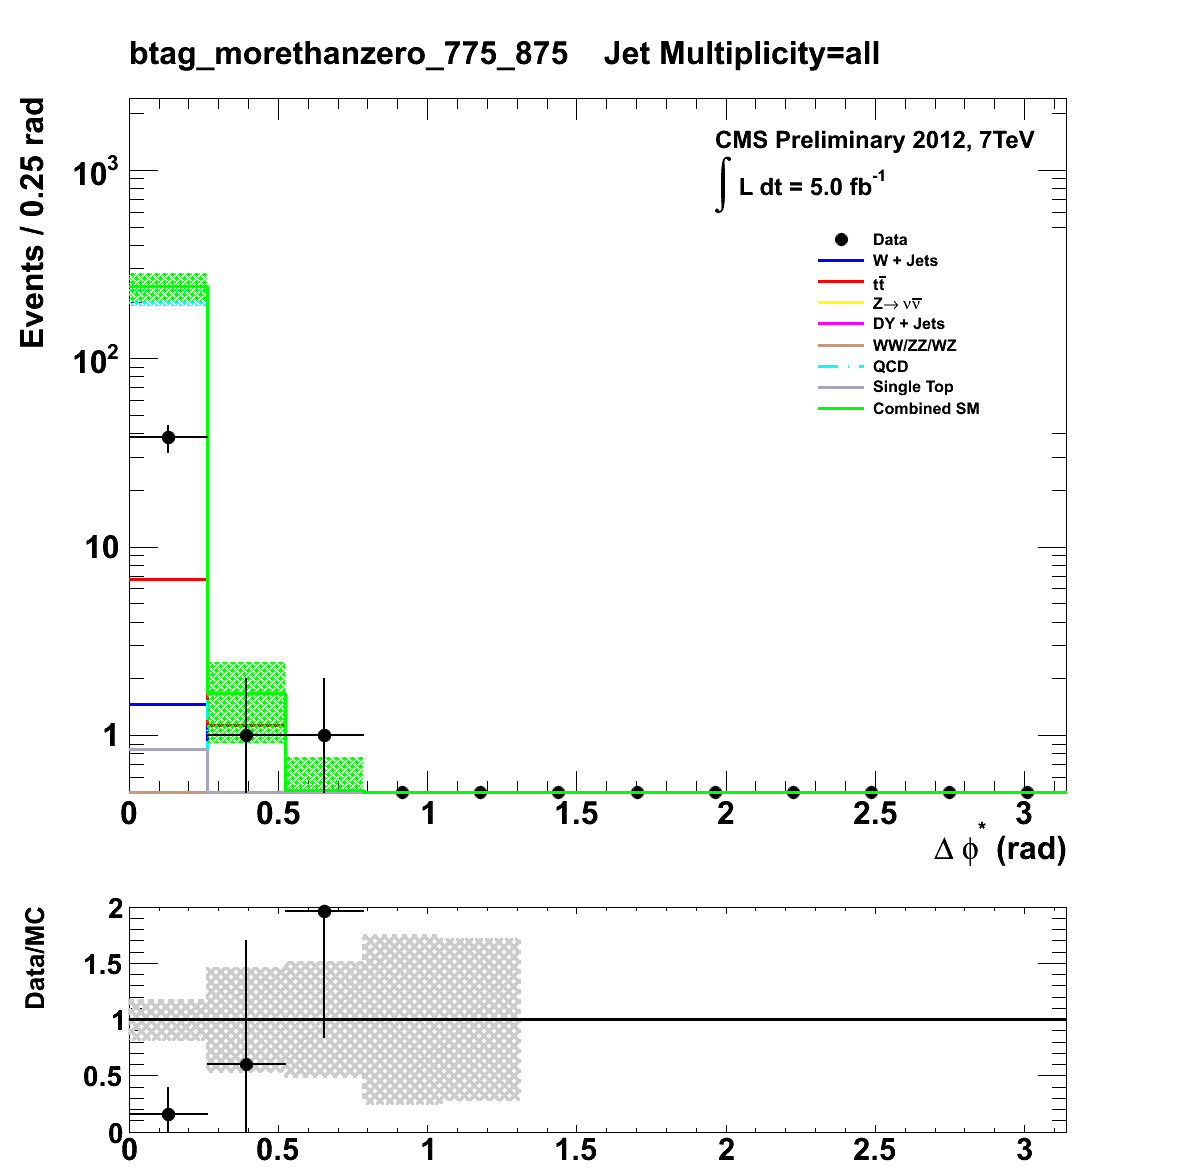 btag_morethanzero_775_875 Jet Multiplicity=all
Events / 0.25 rad
CMS Preliminary 2012, 7TeV
∫ L dt = 5.0 fb⁻¹
Data
W + Jets
tt̅
Z→ νν̅
DY + Jets
WW/ZZ/WZ
QCD
Single Top
Combined SM
10³
10²
10
1
0 0.5 1 1.5 2 2.5 3
Δ ϕ* (rad)
Data/MC
2
1.5
1
0.5
0
0 0.5 1 1.5 2 2.5 3